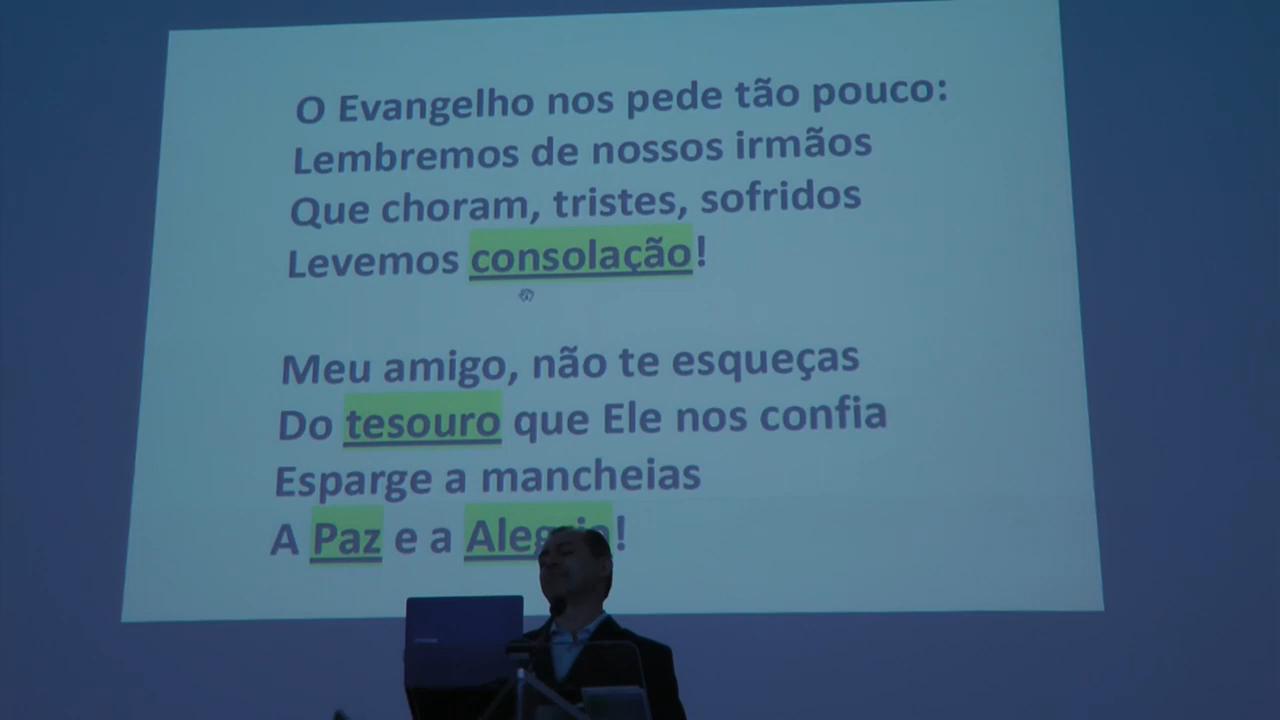 O Evangelho nos pede tão pouco:
Lembremos de nossos irmãos
Que choram, tristes, sofridos
Levemos consolação!
Meu amigo, não te esqueças
Do tesouro que Ele nos confia
Esparge a mancheias
A Paz e a Alegria!